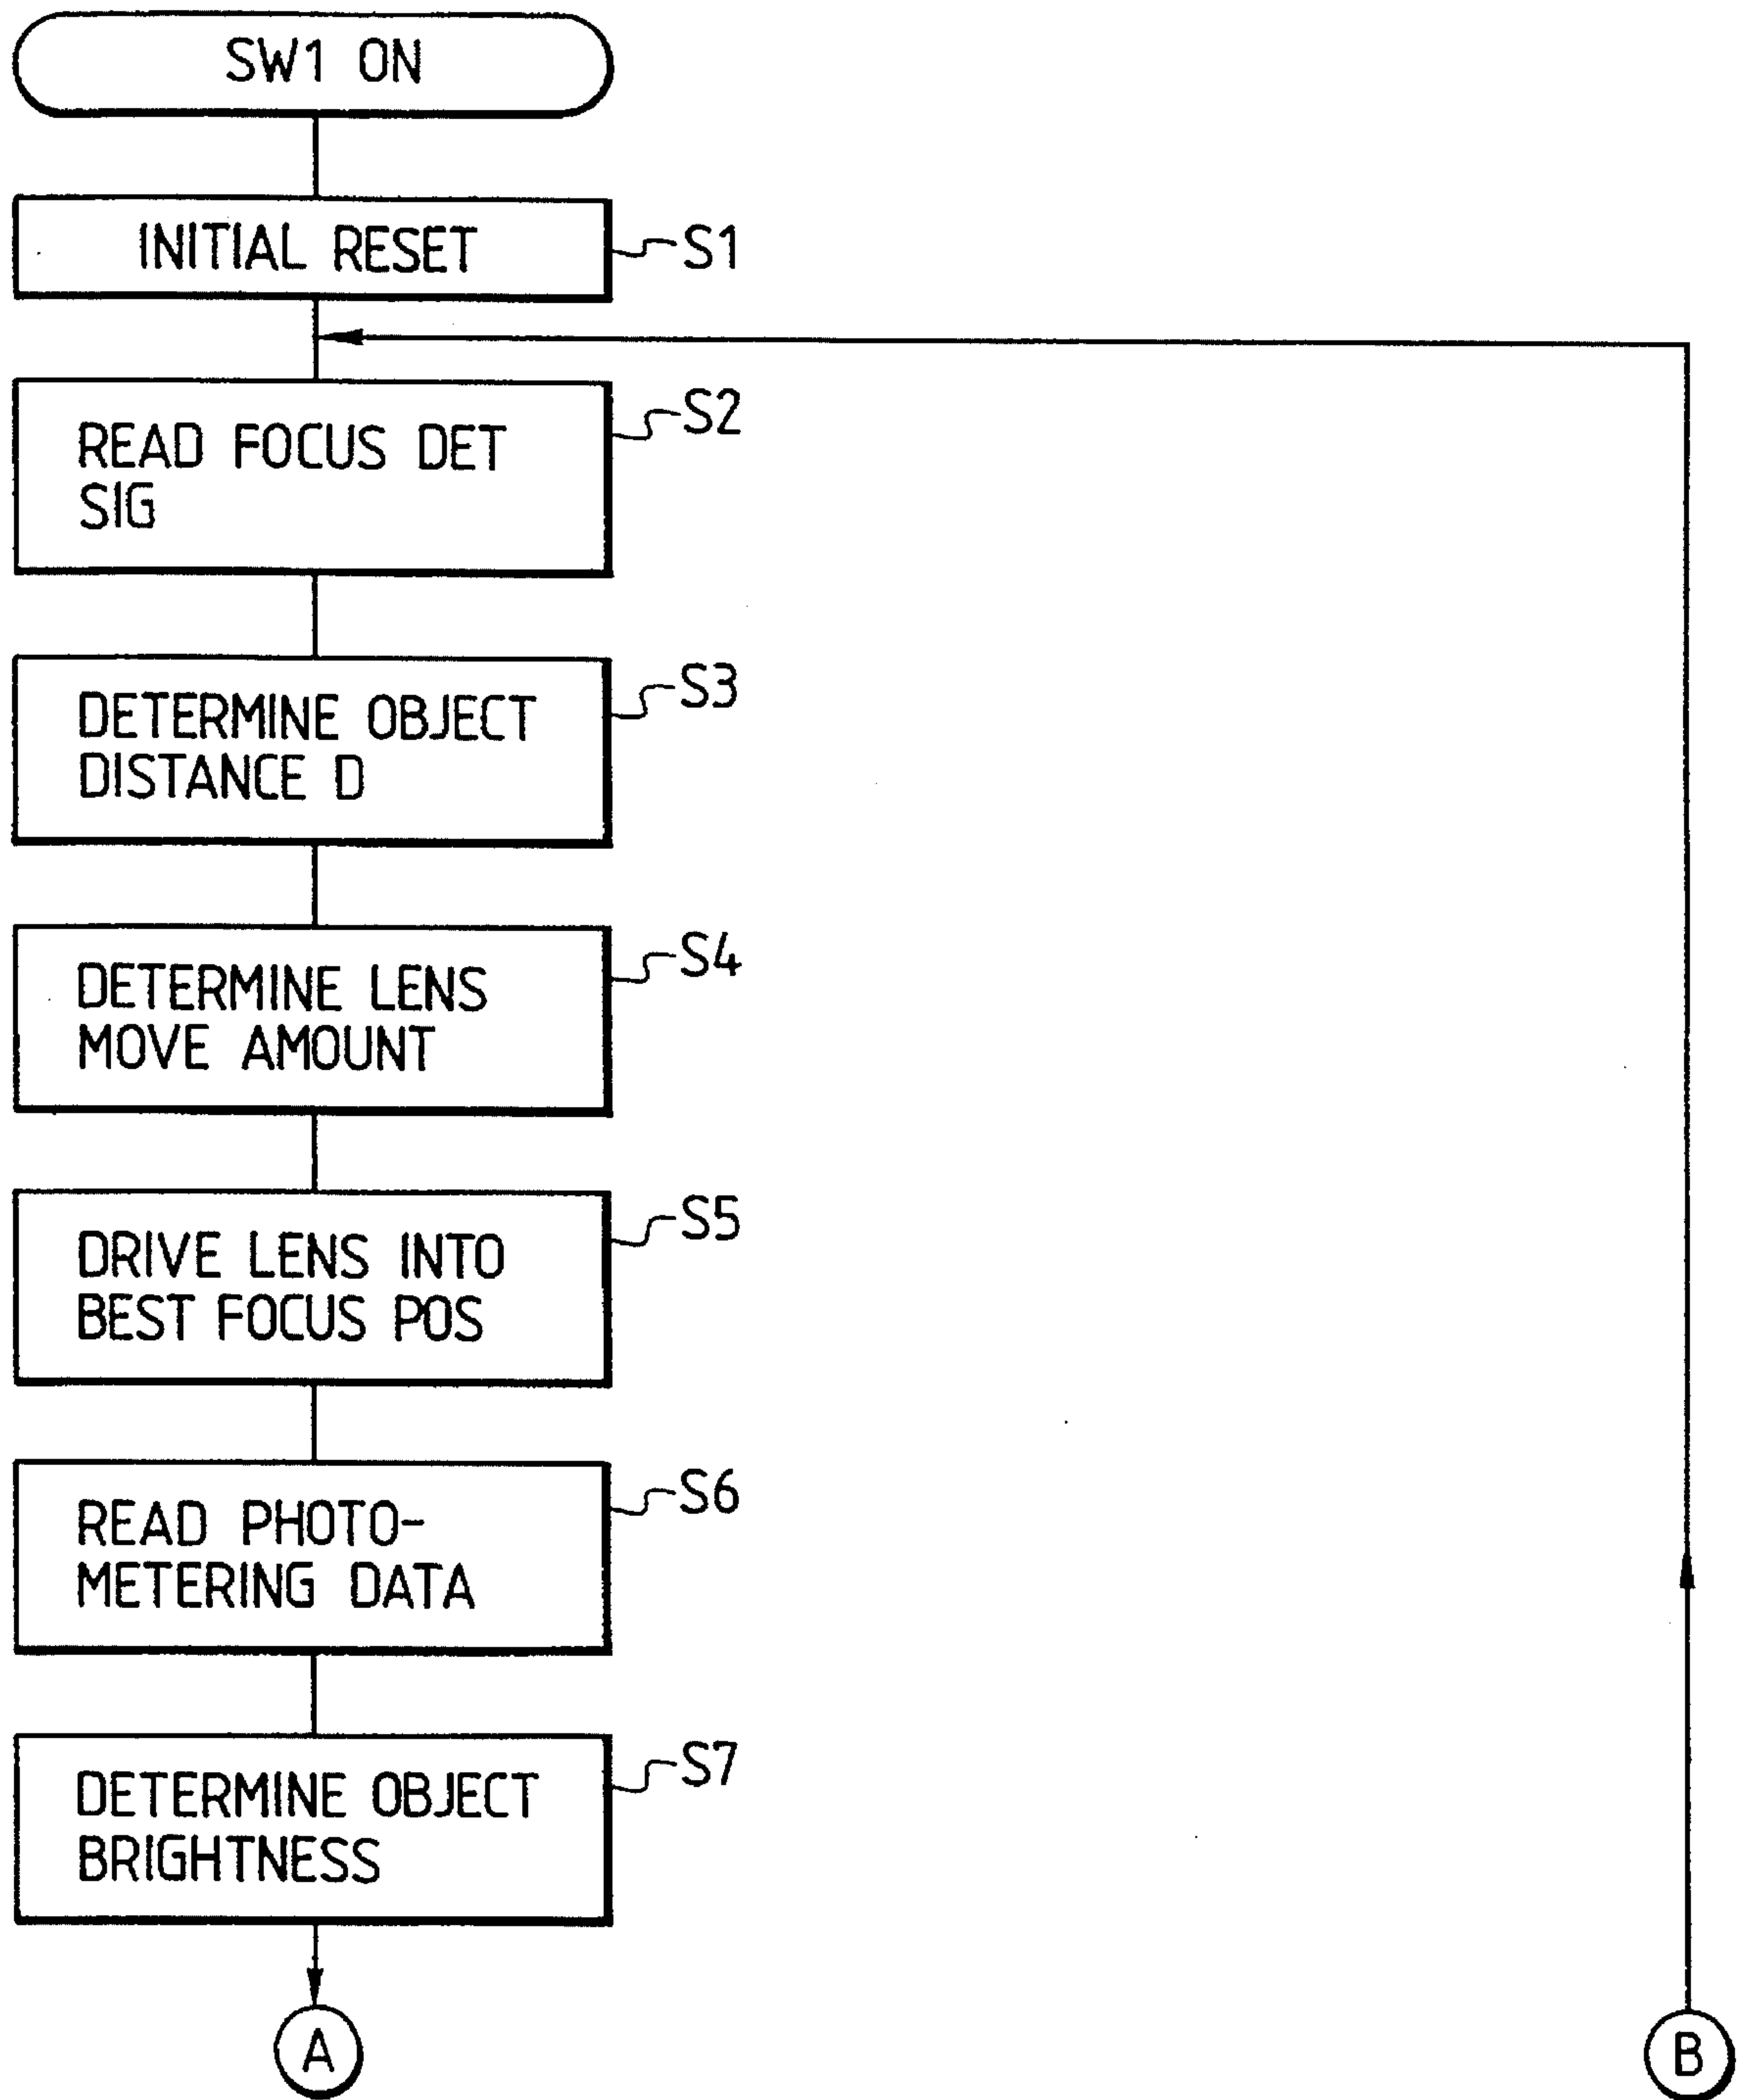 SW1 ON
INITIAL RESET
S1
READ FOCUS DET
SIG
S2
DETERMINE OBJECT
DISTANCE D
S3
DETERMINE LENS
MOVE AMOUNT
S4
DRIVE LENS INTO
BEST FOCUS POS
S5
READ PHOTO-
METERING DATA
S6
DETERMINE OBJECT
BRIGHTNESS
S7
A
B